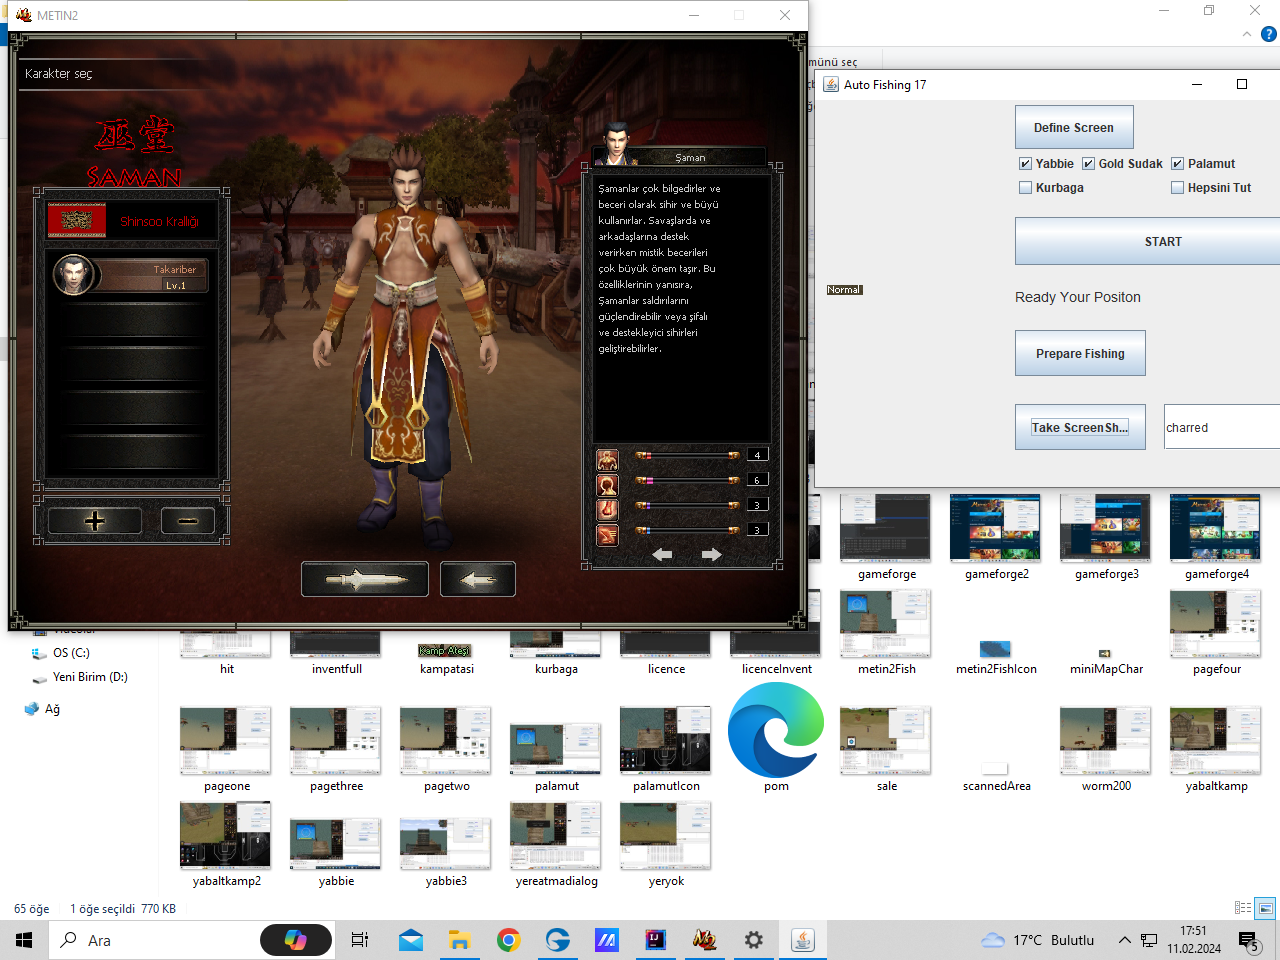 METIN2
Karakter seç
巫堂
SAMAN
Shinsoo Krallığı
Takariber
Lv.1
Şaman
Şamanlar çok bilgedirler ve
beceri olarak sihir ve büyü
kullanırlar. Savaşlarda ve
arkadaşlarına destek
verirken mistik becerileri
çok büyük önem taşır. Bu
özelliklerinin yanısıra,
Şamanlar saldırılarını
güçlendirebilir veya şifalı
ve destekleyici sihirleri
geliştirebilirler.
4
6
3
3
münü seç
Auto Fishing 17
Define Screen
Yabbie Gold Sudak Palamut
Kurbaga Hepsini Tut
START
Normal
Ready Your Positon
Prepare Fishing
Take ScreenSh... charred
gameforge gameforge2 gameforge3 gameforge4
OS (C:)
Yeni Birim (D:)
Ağ
Kamp Ateşi
hit inventfull kampatasi kurbaga licence licenceInvent metin2Fish metin2FishIcon miniMapChar pagefour
pageone pagethree pagetwo palamut palamutIcon pom sale scannedArea worm200 yabaltkamp
yabaltkamp2 yabbie yabbie3 yereatmadialog yeryok
65 öğe 1 öğe seçildi 770 KB
Ara
17°C Bulutlu
17:51
11.02.2024
5